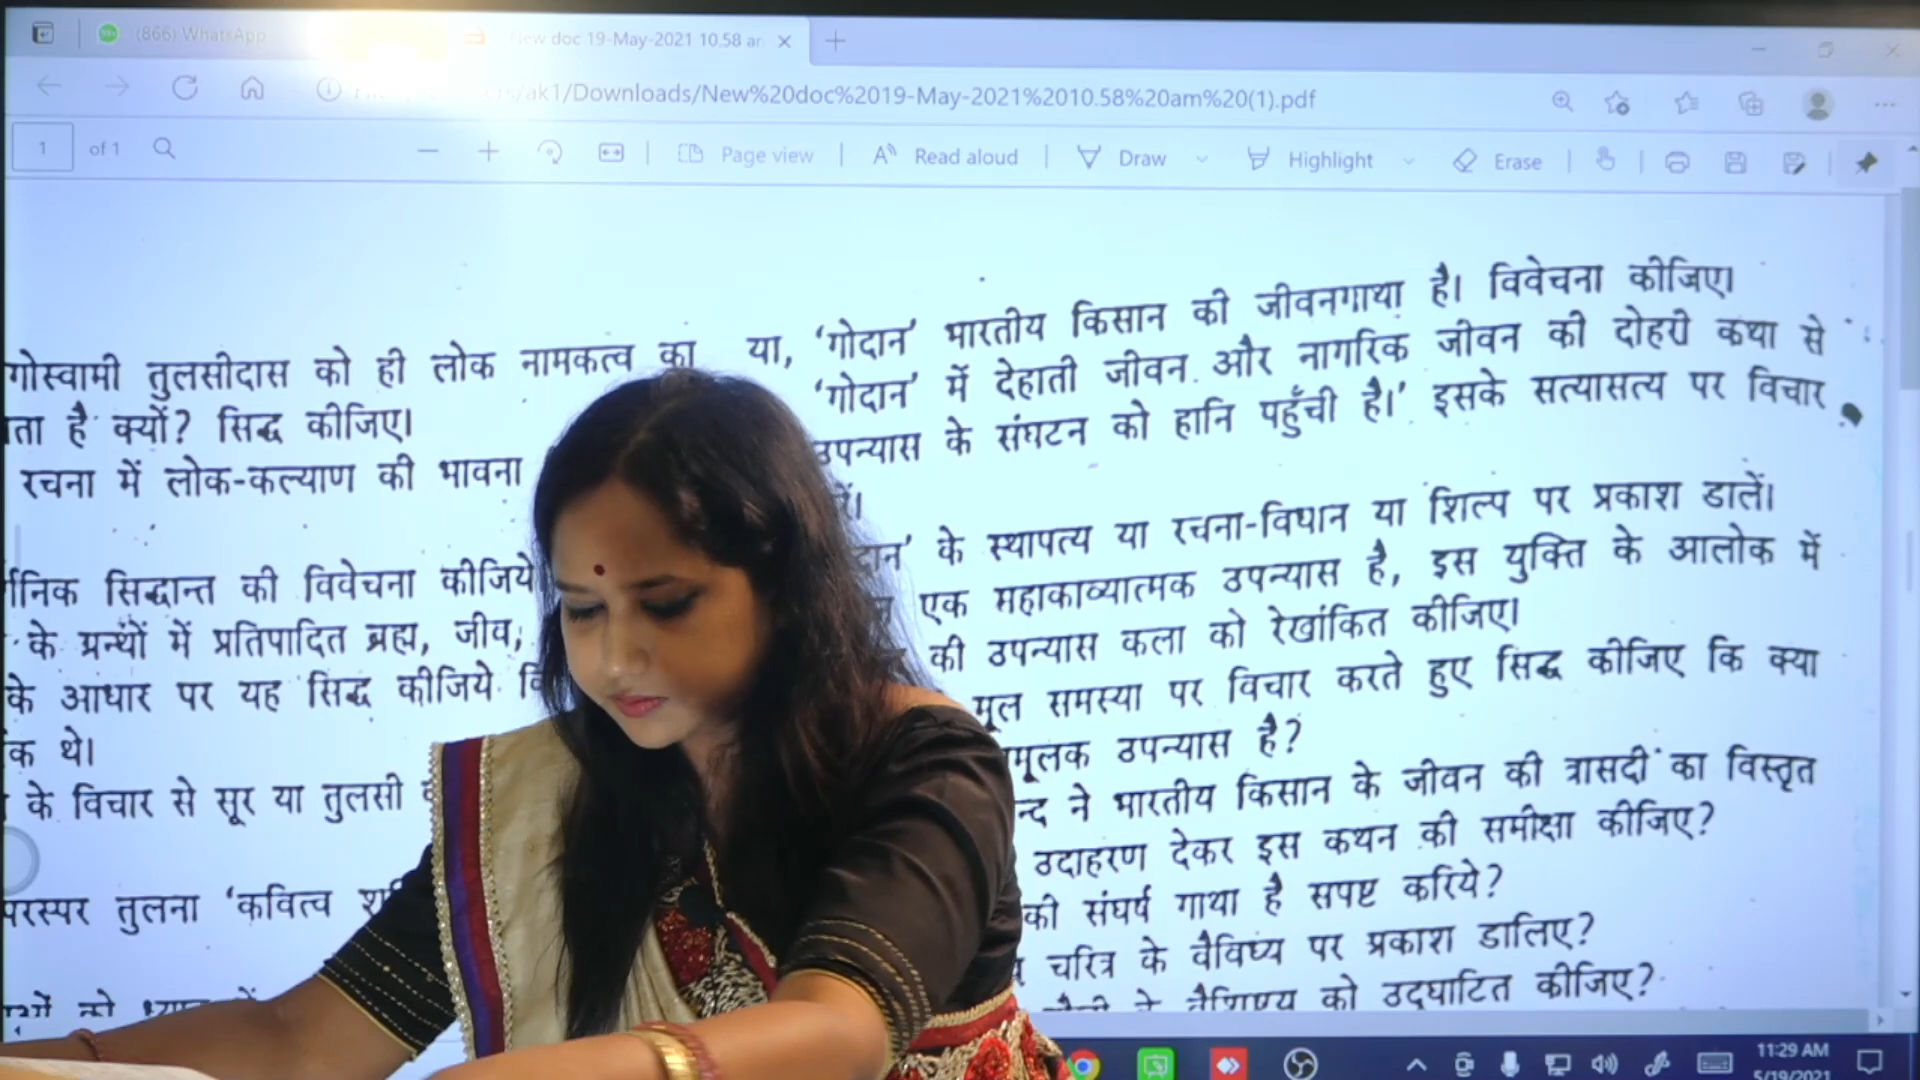 (866) WhatsApp
New doc 19-May-2021 10.58 am
/ak1/Downloads/New%20doc%2019-May-2021%2010.58%20am%20(1).pdf
1 of 1 Page view Read aloud Draw Highlight Erase
गोस्वामी तुलसीदास को ही लोक नामकत्व का
ता है क्यों? सिद्ध कीजिए।
रचना में लोक-कल्याण की भावना
सिद्धान्त की विवेचना कीजिये
के ग्रन्थों में प्रतिपादित ब्रह्म, जीव,
के आधार पर यह सिद्ध कीजिये
क थे।
के विचार से सूर या तुलसी
परस्पर तुलना ‘कवित्व
या, ‘गोदान’ भारतीय किसान की जीवनगाथा है। विवेचना कीजिए।
‘गोदान’ में देहाती जीवन और नागरिक जीवन की दोहरी कथा से
उपन्यास के संघटन को हानि पहुँची है।’ इसके सत्यासत्य पर विचार
के स्थापत्य या रचना-विधान या शिल्प पर प्रकाश डालें।
एक महाकाव्यात्मक उपन्यास है, इस युक्ति के आलोक में
की उपन्यास कला को रेखांकित कीजिए।
मूल समस्या पर विचार करते हुए सिद्ध कीजिए कि क्या
मूलक उपन्यास है?
न्द ने भारतीय किसान के जीवन की त्रासदी का विस्तृत
उदाहरण देकर इस कथन की समीक्षा कीजिए?
की संघर्ष गाथा है सपष्ट करिये?
चरित्र के वैविध्य पर प्रकाश डालिए?
को उद्घाटित कीजिए?
11:29 AM
5/19/2021